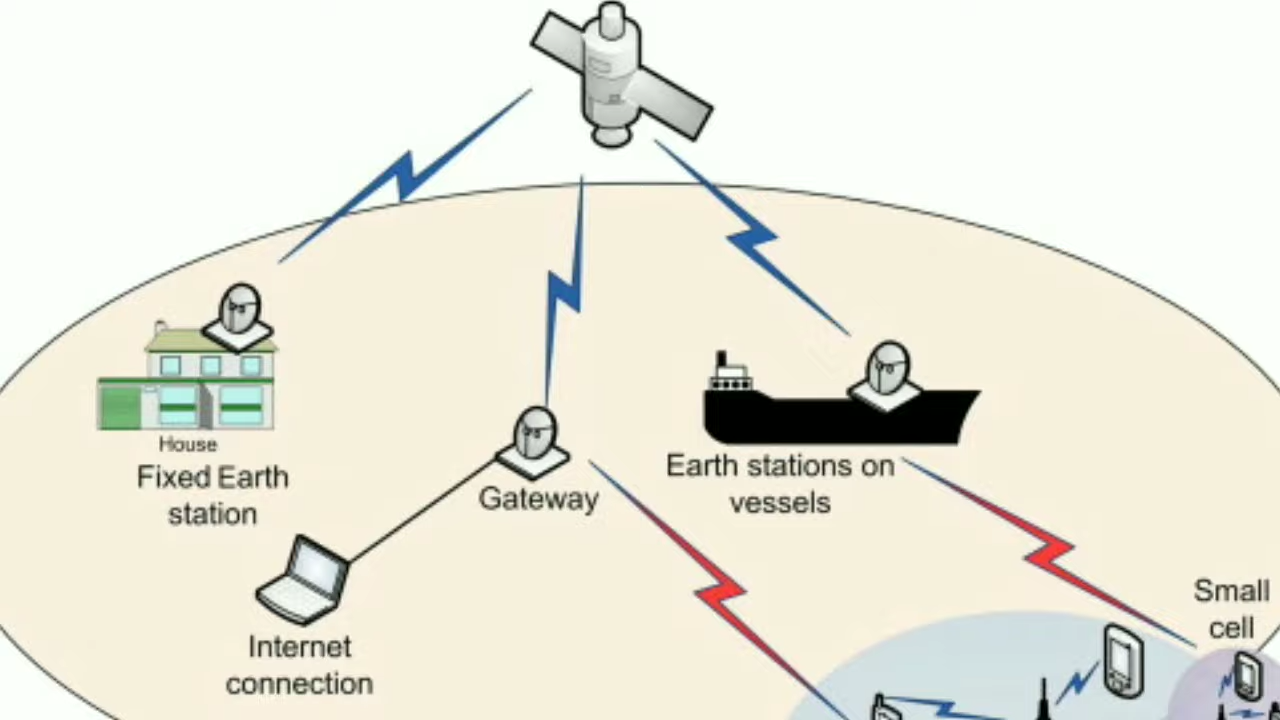 House
Fixed Earth
station
Gateway
Earth stations on
vessels
Internet
connection
Small
cell